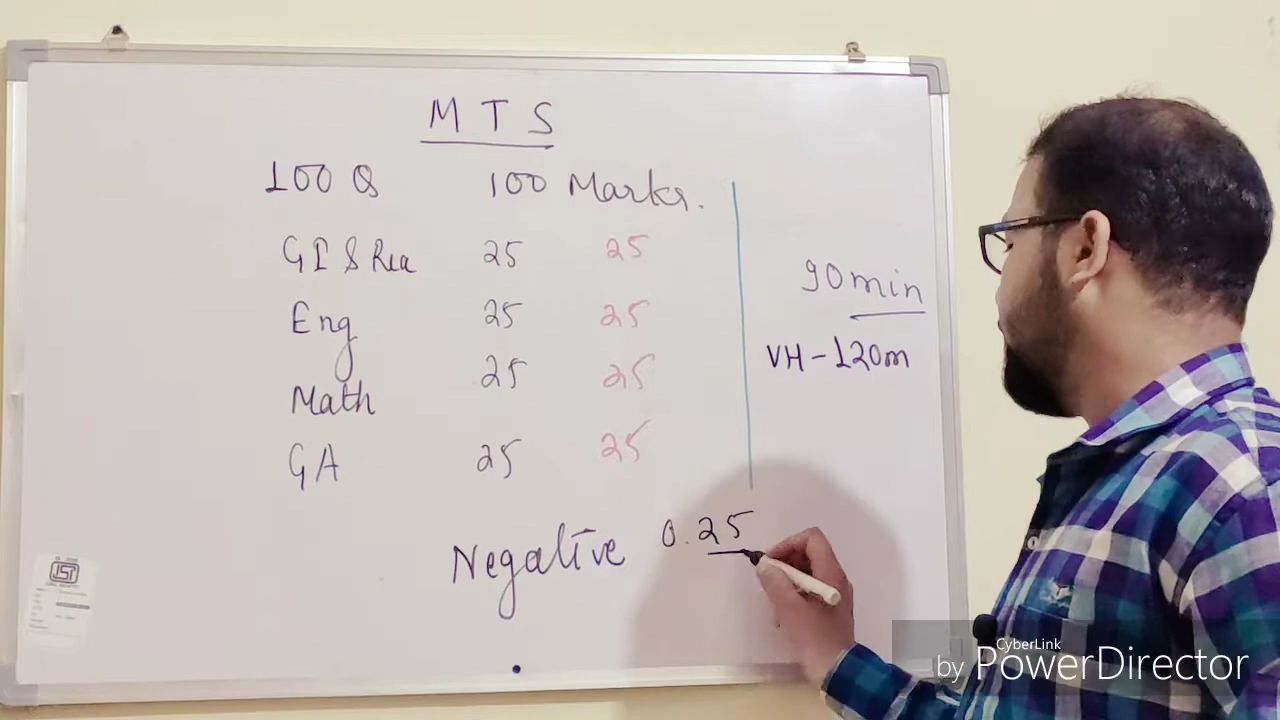 MTS
100 Q 100 Marks.
GI & Rea 25 25
Eng 25 25
Math 25 25
GA 25 25
90min
VH-120m
Negative 0.25
ISI
CyberLink
by PowerDirector